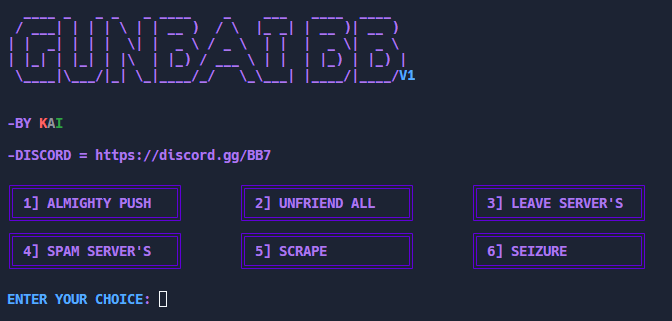 V1
-BY KAI
-DISCORD = https://discord.gg/BB7
1] ALMIGHTY PUSH 2] UNFRIEND ALL 3] LEAVE SERVER'S
4] SPAM SERVER'S 5] SCRAPE 6] SEIZURE
ENTER YOUR CHOICE: